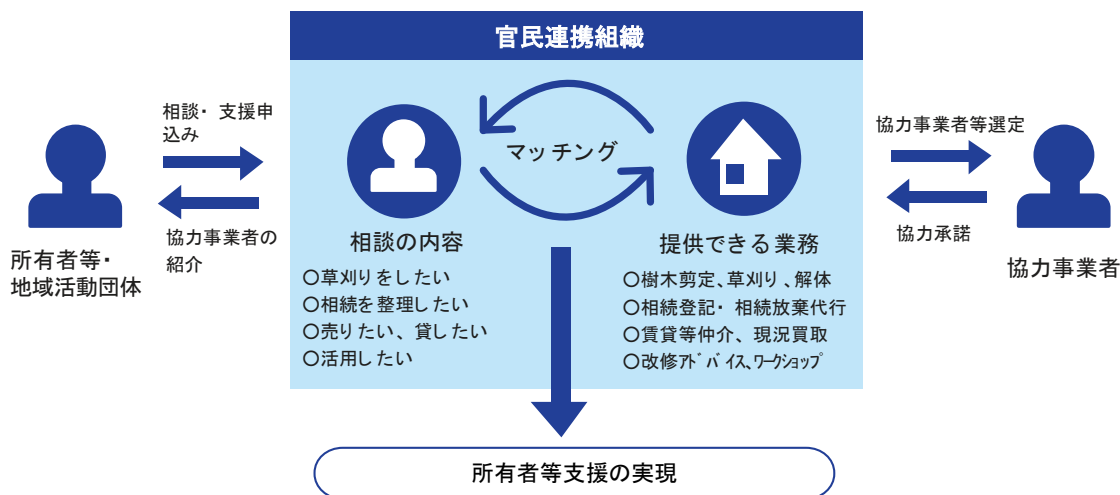 官民連携組織
相談・支援申
込み
協力事業者の
紹介
所有者等・
地域活動団体
マッチング
相談の内容
○草刈りをしたい
○相続を整理したい
○売りたい、貸したい
○活用したい
提供できる業務
○樹木剪定、草刈り、解体
○相続登記・相続放棄代行
○賃貸等仲介、現況買取
○改修ｱﾄﾞﾊﾞｲｽ、ﾜｰｸｼｮｯﾌﾟ
協力事業者等選定
協力承諾
協力事業者
所有者等支援の実現